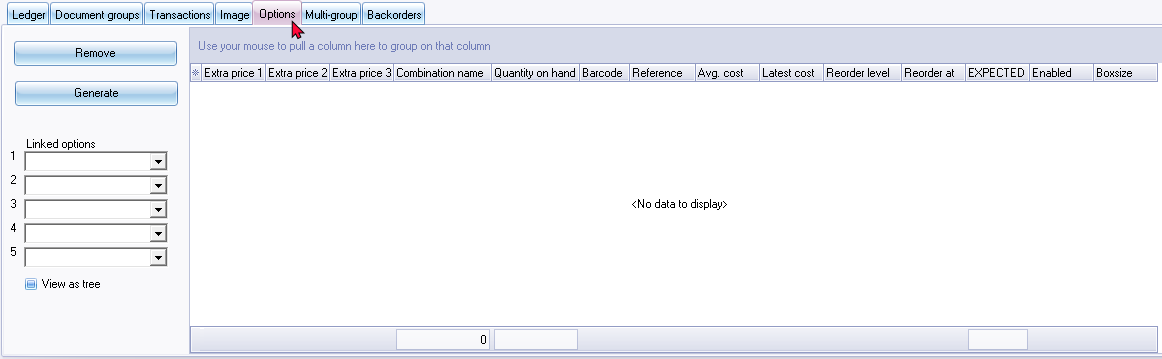 Ledger Document groups Transactions Image Options Multi-group Backorders
Remove
Use your mouse to pull a column here to group on that column
Extra price 1 Extra price 2 Extra price 3 Combination name Quantity on hand Barcode Reference Avg. cost Latest cost Reorder level Reorder at EXPECTED Enabled Boxsize
Generate
Linked options
1
2
3
4
5
View as tree
<No data to display>
0